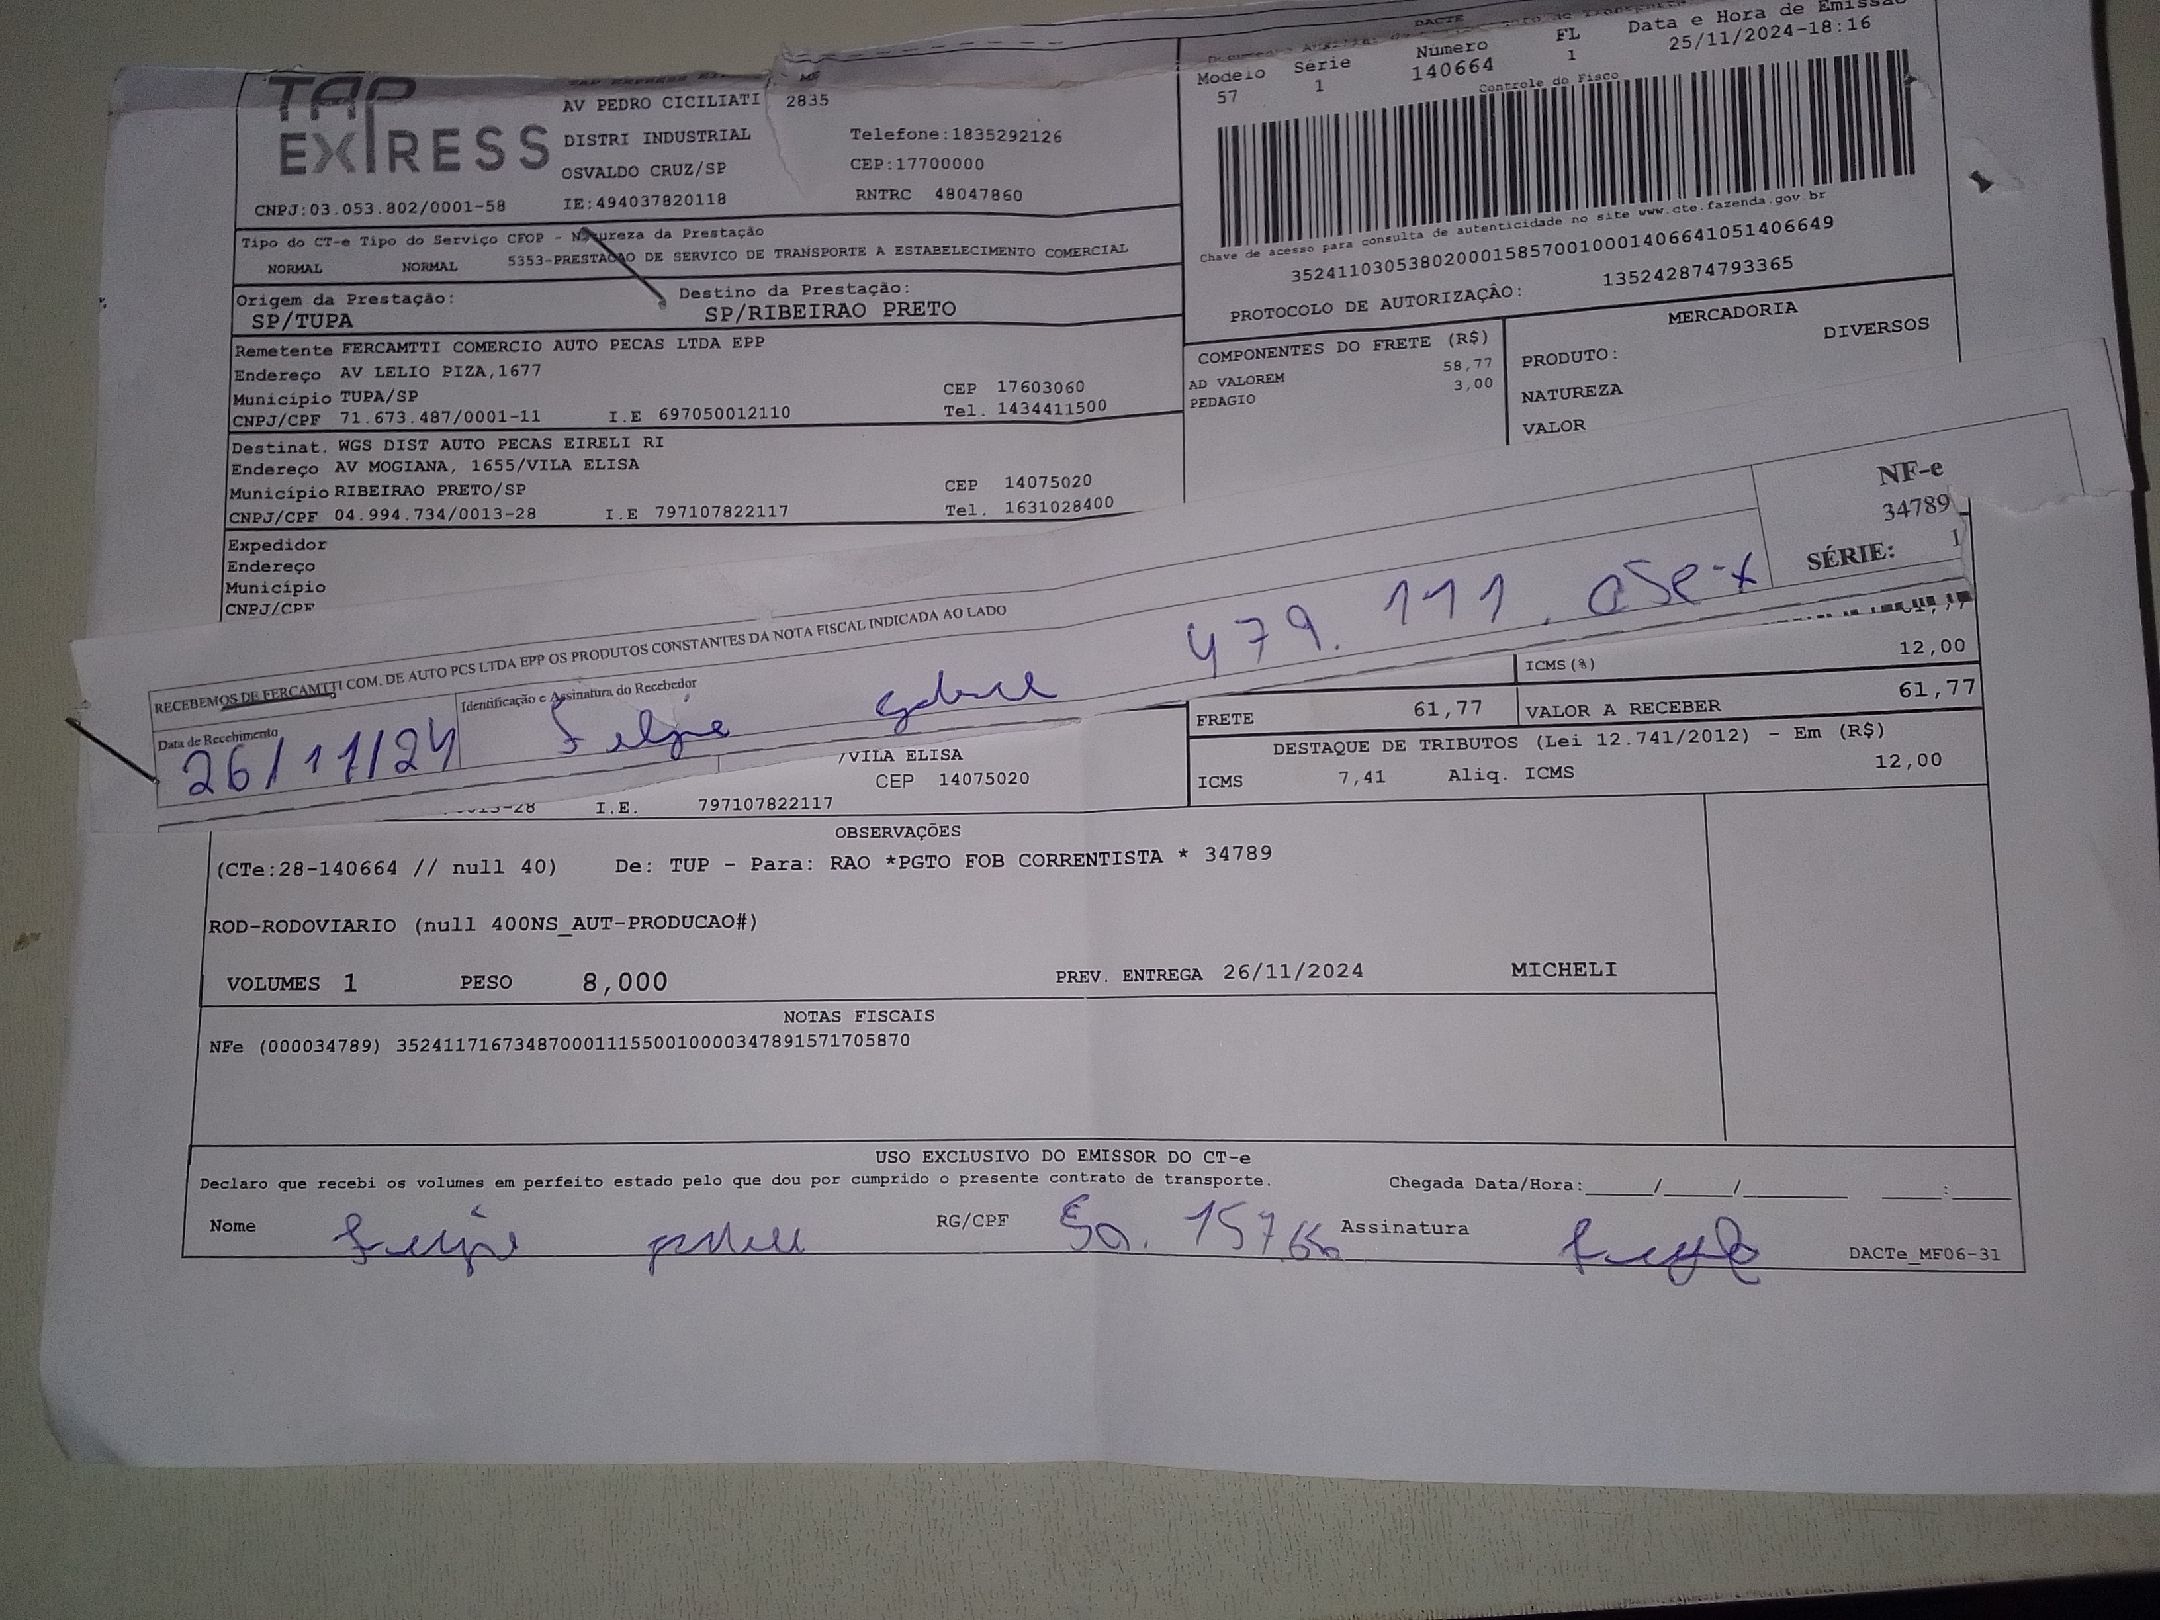 DACTE
TAP EXPRESS
AV PEDRO CICILIATI 2835
DISTRI INDUSTRIAL Telefone:1835292126
OSVALDO CRUZ/SP CEP:17700000
CNPJ:03.053.802/0001-58 IE:494037820118 RNTRC 48047860
Modelo Série Número FL Data e Hora de Emissão
57 1 140664 1 25/11/2024-18:16
Controle do Fisco
Chave de acesso para consulta de autenticidade no site www.cte.fazenda.gov.br
35241103053802000158570010001406641051406649
PROTOCOLO DE AUTORIZAÇÃO: 135242874793365
Tipo do CT-e Tipo do Serviço CFOP - Natureza da Prestação
NORMAL NORMAL 5353-PRESTACAO DE SERVICO DE TRANSPORTE A ESTABELECIMENTO COMERCIAL
Origem da Prestação: Destino da Prestação:
SP/TUPA SP/RIBEIRAO PRETO
Remetente FERCAMTTI COMERCIO AUTO PECAS LTDA EPP
Endereço AV LELIO PIZA,1677
Município TUPA/SP CEP 17603060
CNPJ/CPF 71.673.487/0001-11 I.E 697050012110 Tel. 1434411500
Destinat. WGS DIST AUTO PECAS EIRELI RI
Endereço AV MOGIANA, 1655/VILA ELISA
Município RIBEIRAO PRETO/SP CEP 14075020
CNPJ/CPF 04.994.734/0013-28 I.E 797107822117 Tel. 1631028400
Expedidor
Endereço
Município
CNPJ/CPF
COMPONENTES DO FRETE (R$)
AD VALOREM 58,77
PEDAGIO 3,00
MERCADORIA
PRODUTO: DIVERSOS
NATUREZA
VALOR
NF-e
34789
SÉRIE: 1
RECEBEMOS DE FERCAMTTI COM. DE AUTO PCS LTDA EPP OS PRODUTOS CONSTANTES DA NOTA FISCAL INDICADA AO LADO
Data de Recebimento Identificação e Assinatura do Recebedor
26/11/24 Felipe Gabriel 479.111.
ICMS(%) 12,00
FRETE 61,77 VALOR A RECEBER 61,77
DESTAQUE DE TRIBUTOS (Lei 12.741/2012) - Em (R$)
ICMS 7,41 Aliq. ICMS 12,00
/VILA ELISA
CEP 14075020
I.E. 797107822117
OBSERVAÇÕES
(CTe:28-140664 // null 40) De: TUP - Para: RAO *PGTO FOB CORRENTISTA * 34789
ROD-RODOVIARIO (null 400NS_AUT-PRODUCAO#)
VOLUMES 1 PESO 8,000 PREV. ENTREGA 26/11/2024 MICHELI
NOTAS FISCAIS
NFe (000034789) 35241171673487000111550010000347891571705870
USO EXCLUSIVO DO EMISSOR DO CT-e
Declaro que recebi os volumes em perfeito estado pelo que dou por cumprido o presente contrato de transporte. Chegada Data/Hora:_____/_____/________ ___:____
Nome Felipe RG/CPF Assinatura
DACTe_MF06-31